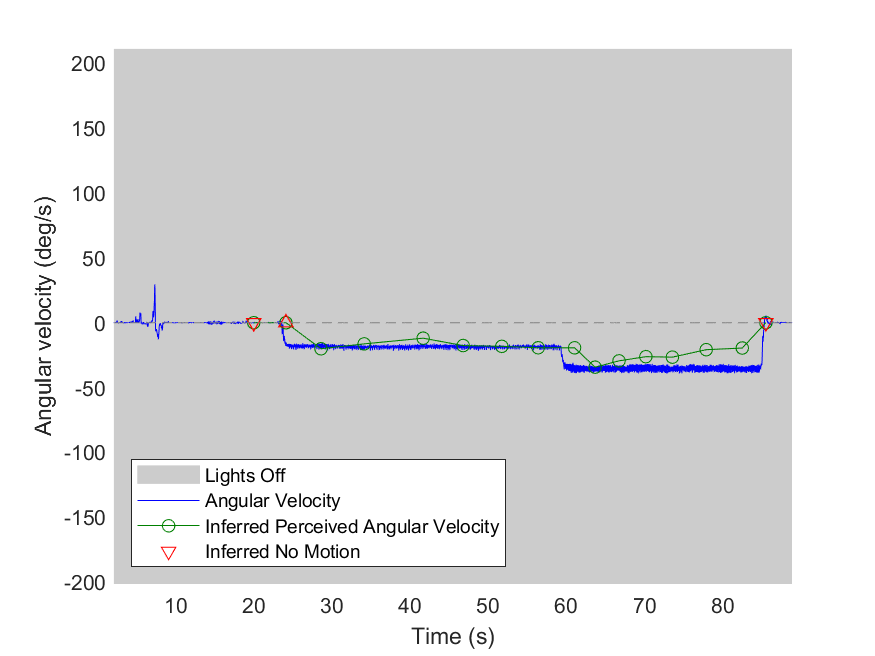 200
150
100
50
0
-50
-100
-150
-200
Angular velocity (deg/s)
Lights Off
Angular Velocity
Inferred Perceived Angular Velocity
Inferred No Motion
10 20 30 40 50 60 70 80
Time (s)